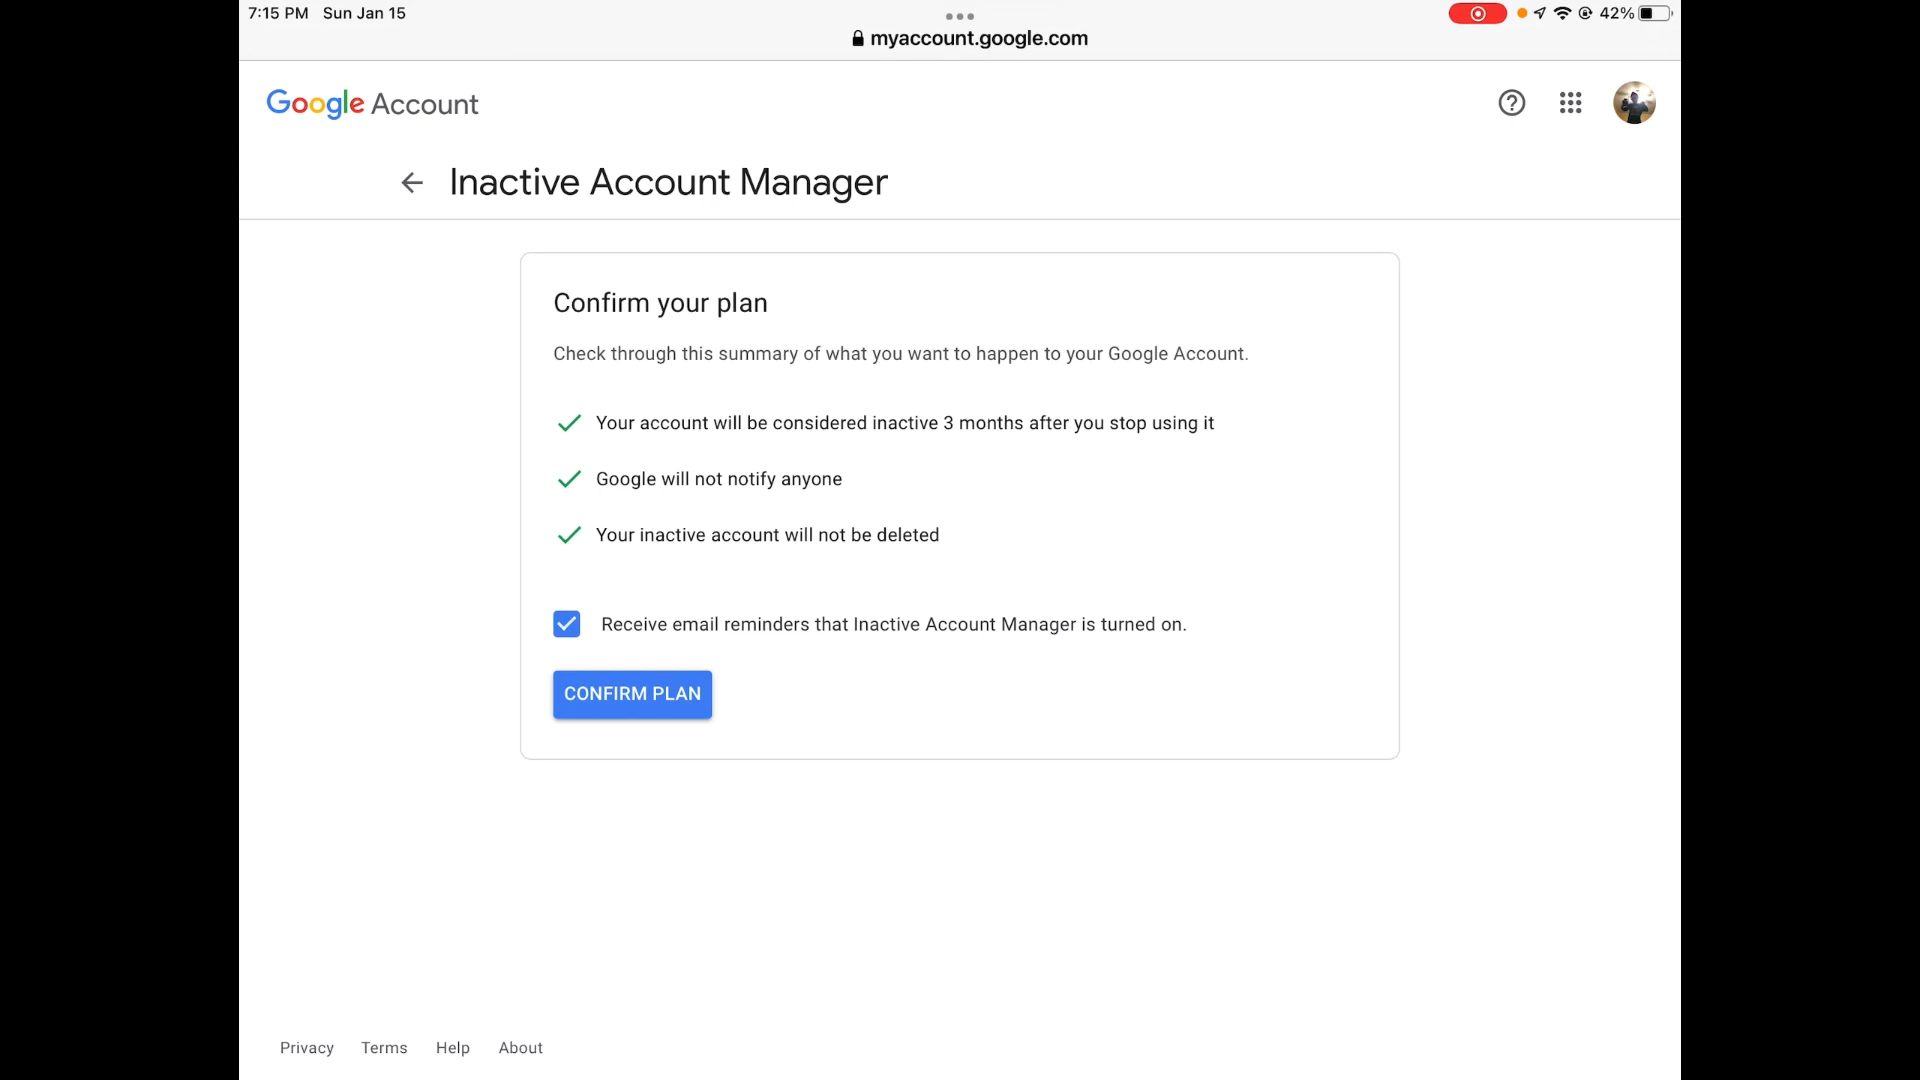 7:15 PM Sun Jan 15
42%
myaccount.google.com
Google Account
Inactive Account Manager
Confirm your plan
Check through this summary of what you want to happen to your Google Account.
Your account will be considered inactive 3 months after you stop using it
Google will not notify anyone
Your inactive account will not be deleted
Receive email reminders that Inactive Account Manager is turned on.
CONFIRM PLAN
Privacy Terms Help About